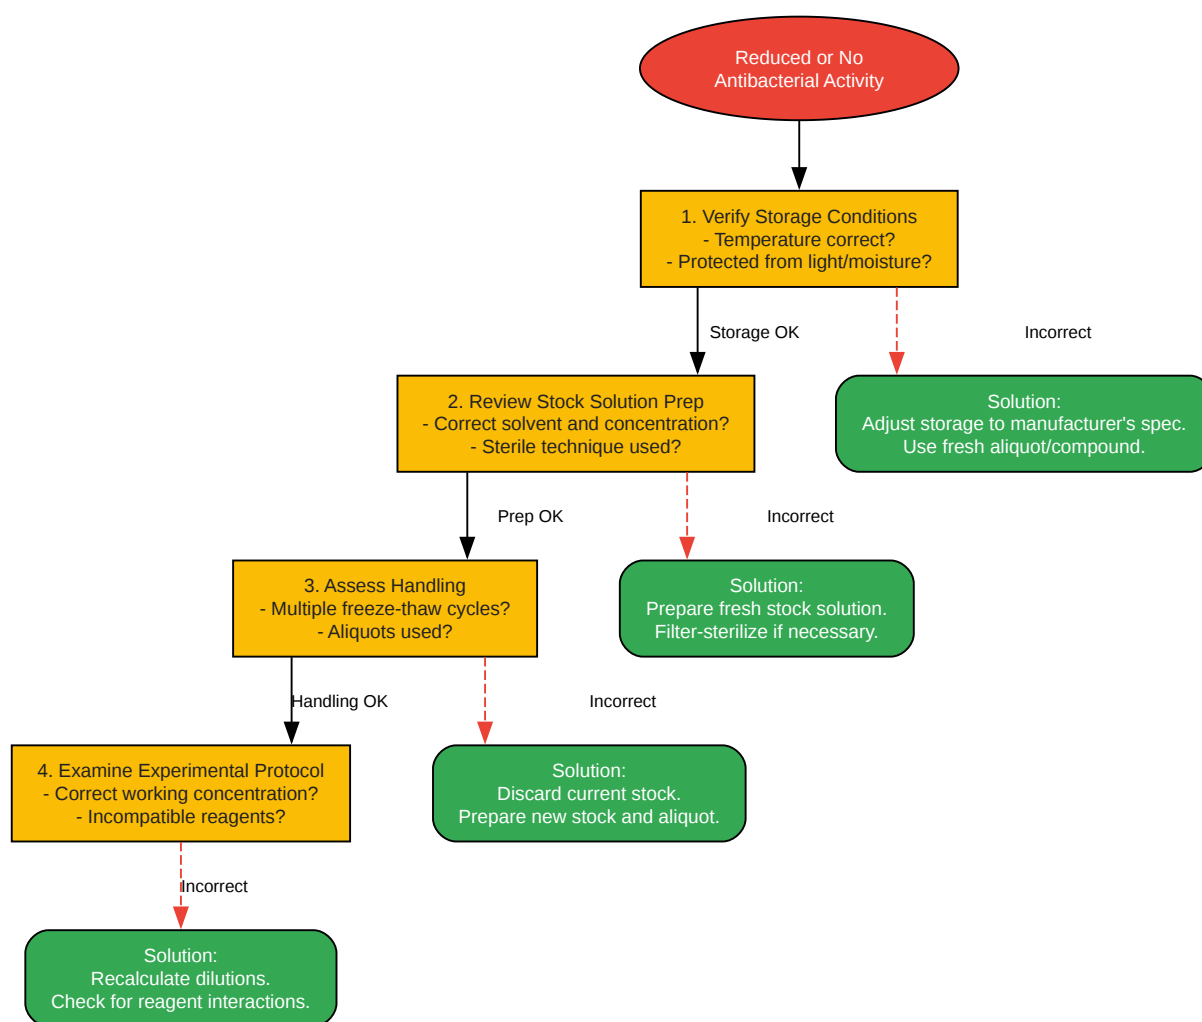 Reduced or No
Antibacterial Activity
1. Verify Storage Conditions
- Temperature correct?
- Protected from light/moisture?
Storage OK
Incorrect
2. Review Stock Solution Prep
- Correct solvent and concentration?
- Sterile technique used?
Solution:
Adjust storage to manufacturer's spec.
Use fresh aliquot/compound.
Prep OK
Incorrect
3. Assess Handling
- Multiple freeze-thaw cycles?
- Aliquots used?
Solution:
Prepare fresh stock solution.
Filter-sterilize if necessary.
Handling OK
Incorrect
4. Examine Experimental Protocol
- Correct working concentration?
- Incompatible reagents?
Solution:
Discard current stock.
Prepare new stock and aliquot.
Incorrect
Solution:
Recalculate dilutions.
Check for reagent interactions.